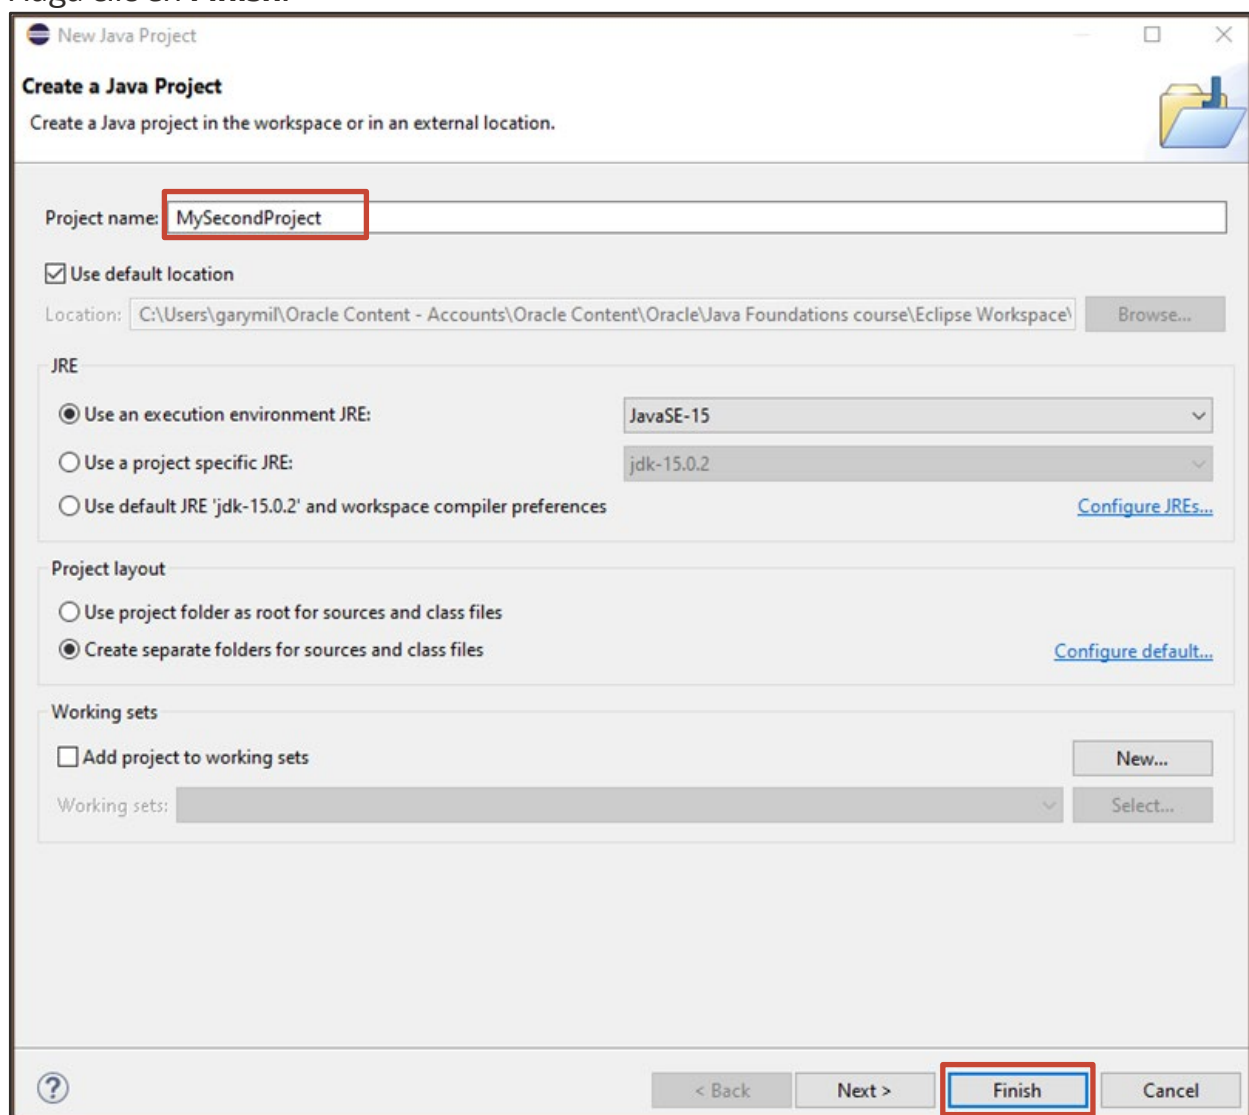 Haga clic en Finish.
New Java Project
Create a Java Project
Create a Java project in the workspace or in an external location.
Project name: MySecondProject
Use default location
Location: C:\Users\garymil\Oracle Content - Accounts\Oracle Content\Oracle\Java Foundations course\Eclipse Workspace\ Browse...
JRE
Use an execution environment JRE: JavaSE-15
Use a project specific JRE: jdk-15.0.2
Use default JRE 'jdk-15.0.2' and workspace compiler preferences Configure JREs...
Project layout
Use project folder as root for sources and class files
Create separate folders for sources and class files Configure default...
Working sets
Add project to working sets New...
Working sets: Select...
? < Back Next > Finish Cancel